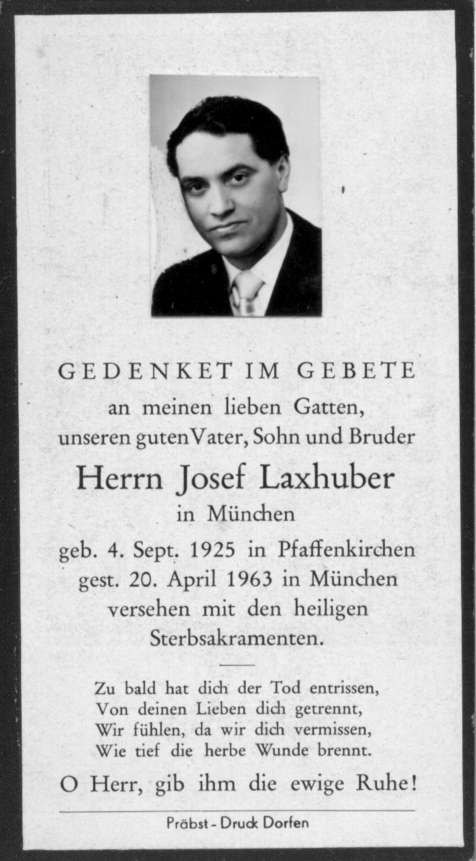 GEDENKET IM GEBETE
an meinen lieben Gatten,
unseren guten Vater, Sohn und Bruder
Herrn Josef Laxhuber
in München
geb. 4. Sept. 1925 in Pfaffenkirchen
gest. 20. April 1963 in München
versehen mit den heiligen
Sterbsakramenten.
Zu bald hat dich der Tod entrissen,
Von deinen Lieben dich getrennt,
Wir fühlen, da wir dich vermissen,
Wie tief die herbe Wunde brennt.
O Herr, gib ihm die ewige Ruhe!
Präbst-Druck Dorfen